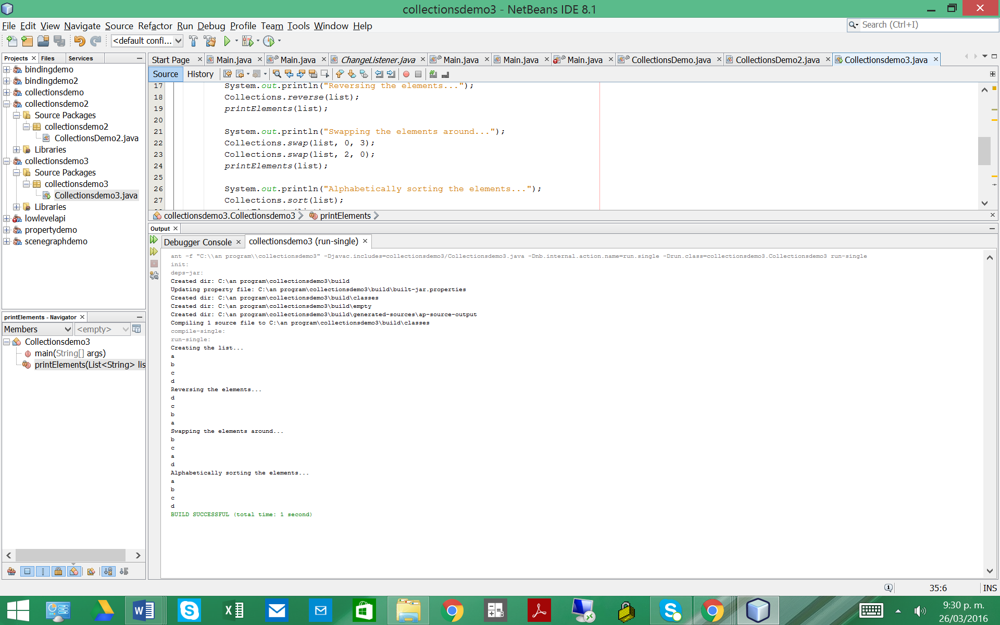 collectionsdemo3 - NetBeans IDE 8.1
File Edit View Navigate Source Refactor Run Debug Profile Team Tools Window Help
Search (Ctrl+I)
<default confi...
Projects Files Services
bindingdemo
bindingdemo2
collectionsdemo
collectionsdemo2
Source Packages
collectionsdemo2
CollectionsDemo2.java
Libraries
collectionsdemo3
Source Packages
collectionsdemo3
Collectionsdemo3.java
Libraries
lowlevelapi
propertydemo
scenegraphdemo
printElements - Navigator
Members <empty>
Collectionsdemo3
main(String[] args)
printElements(List<String> lis
Start Page Main.java Main.java ChangeListener.java Main.java Main.java Main.java CollectionsDemo.java CollectionsDemo2.java Collectionsdemo3.java
Source History
17 System.out.println("Reversing the elements...");
18 Collections.reverse(list);
19 printElements(list);
20
21 System.out.println("Swapping the elements around...");
22 Collections.swap(list, 0, 3);
23 Collections.swap(list, 2, 0);
24 printElements(list);
25
26 System.out.println("Alphabetically sorting the elements...");
27 Collections.sort(list);
collectionsdemo3.Collectionsdemo3 printElements
Output
Debugger Console collectionsdemo3 (run-single)
ant -f "C:\\an program\\collectionsdemo3" -Djavac.includes=collectionsdemo3/Collectionsdemo3.java -Dnb.internal.action.name=run.single -Drun.class=collectionsdemo3.Collectionsdemo3 run-single
init:
deps-jar:
Created dir: C:\an program\collectionsdemo3\build
Updating property file: C:\an program\collectionsdemo3\build\built-jar.properties
Created dir: C:\an program\collectionsdemo3\build\classes
Created dir: C:\an program\collectionsdemo3\build\empty
Created dir: C:\an program\collectionsdemo3\build\generated-sources\ap-source-output
Compiling 1 source file to C:\an program\collectionsdemo3\build\classes
compile-single:
run-single:
Creating the list...
a
b
c
d
Reversing the elements...
d
c
b
a
Swapping the elements around...
b
c
a
d
Alphabetically sorting the elements...
a
b
c
d
BUILD SUCCESSFUL (total time: 1 second)
35:6 INS
9:30 p. m.
26/03/2016